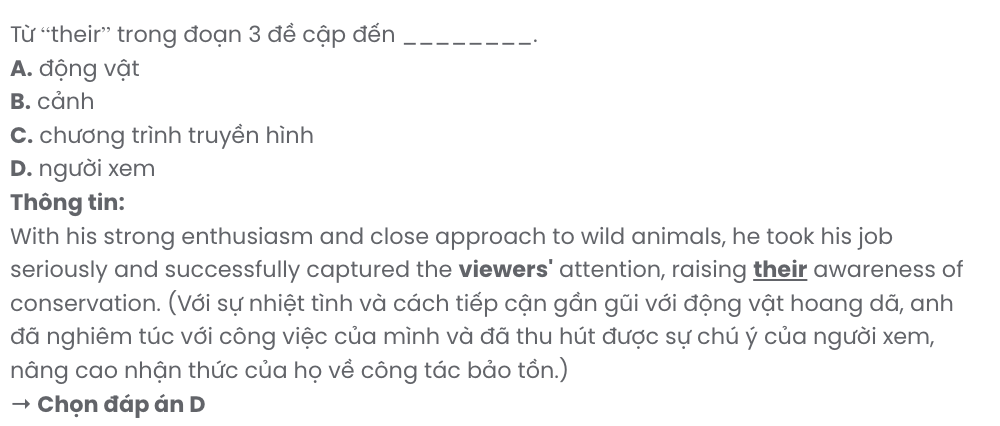 Từ “their” trong đoạn 3 đề cập đến ________.
A. động vật
B. cảnh
C. chương trình truyền hình
D. người xem
Thông tin:
With his strong enthusiasm and close approach to wild animals, he took his job
seriously and successfully captured the viewers' attention, raising their awareness of
conservation. (Với sự nhiệt tình và cách tiếp cận gần gũi với động vật hoang dã, anh
đã nghiêm túc với công việc của mình và đã thu hút được sự chú ý của người xem,
nâng cao nhận thức của họ về công tác bảo tồn.)
→ Chọn đáp án D